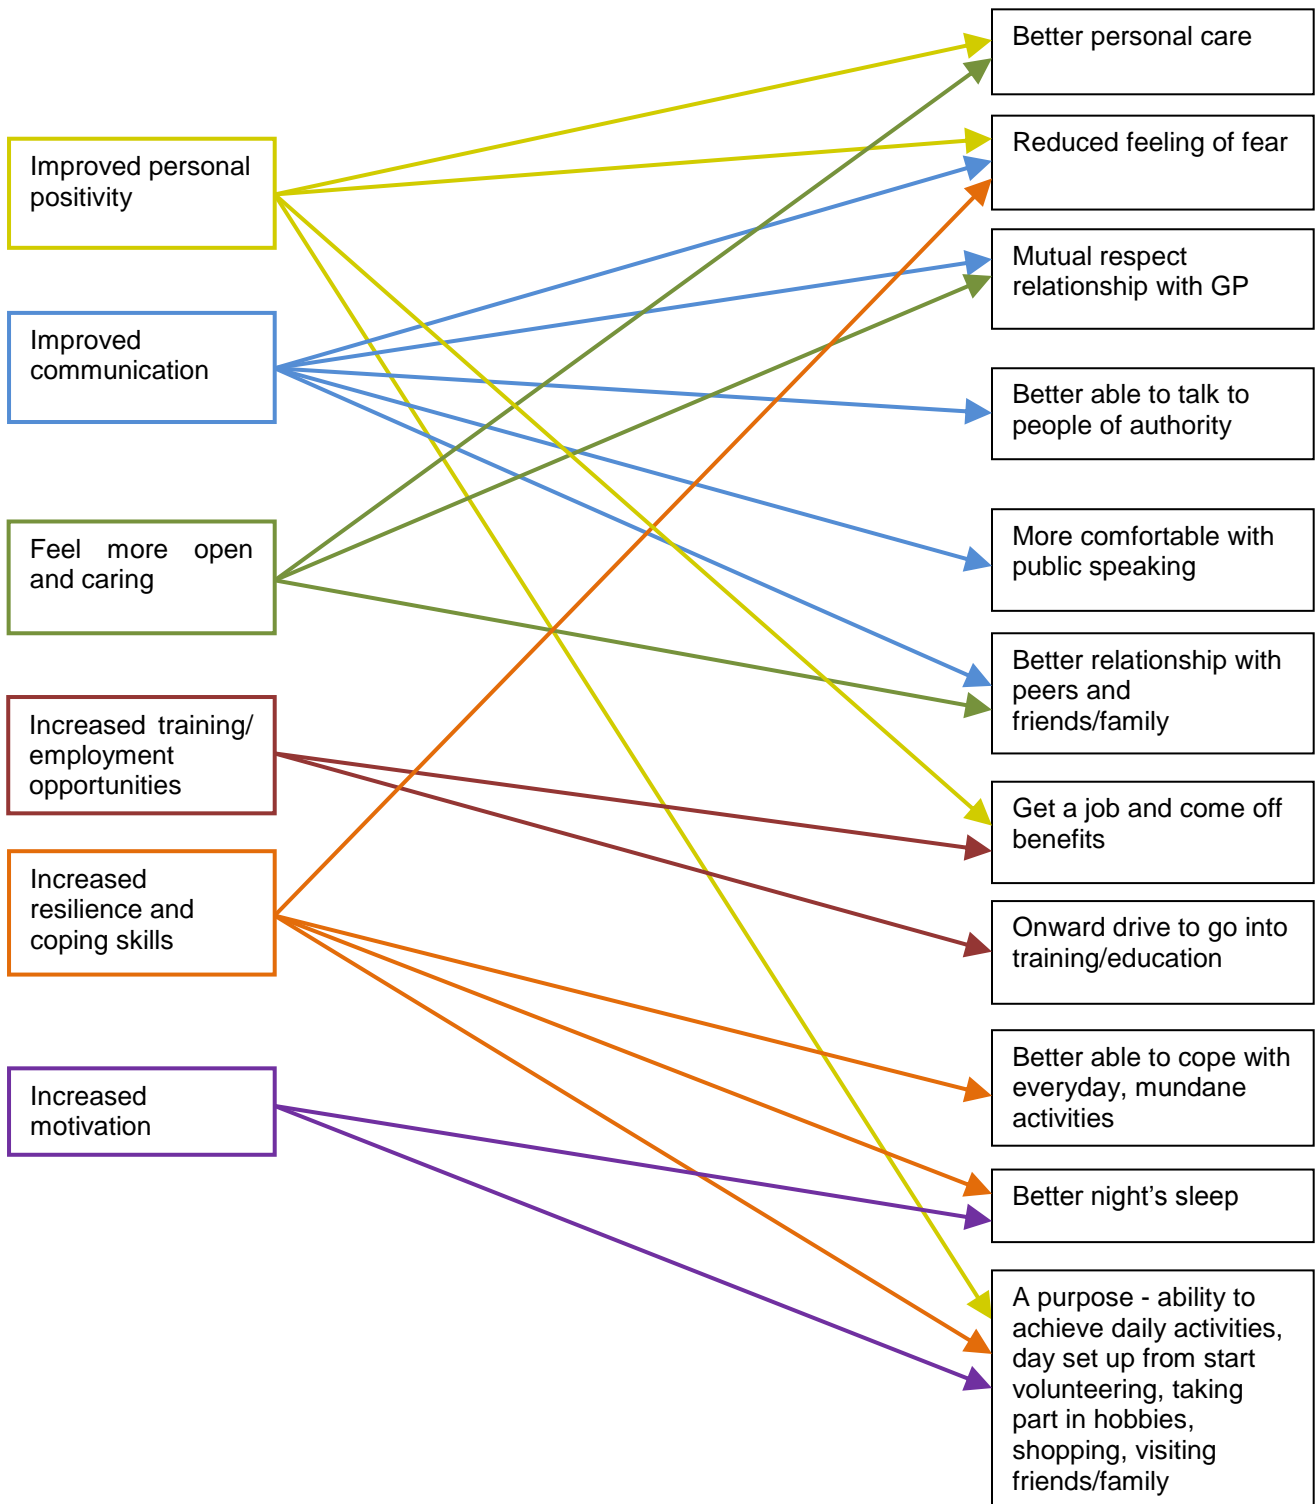 Improved personal
positivity
Improved
communication
Feel more open
and caring
Increased training/
employment
opportunities
Increased
resilience and
coping skills
Increased
motivation
Better personal care
Reduced feeling of fear
Mutual respect
relationship with GP
Better able to talk to
people of authority
More comfortable with
public speaking
Better relationship with
peers and
friends/family
Get a job and come off
benefits
Onward drive to go into
training/education
Better able to cope with
everyday, mundane
activities
Better night’s sleep
A purpose - ability to
achieve daily activities,
day set up from start
volunteering, taking
part in hobbies,
shopping, visiting
friends/family